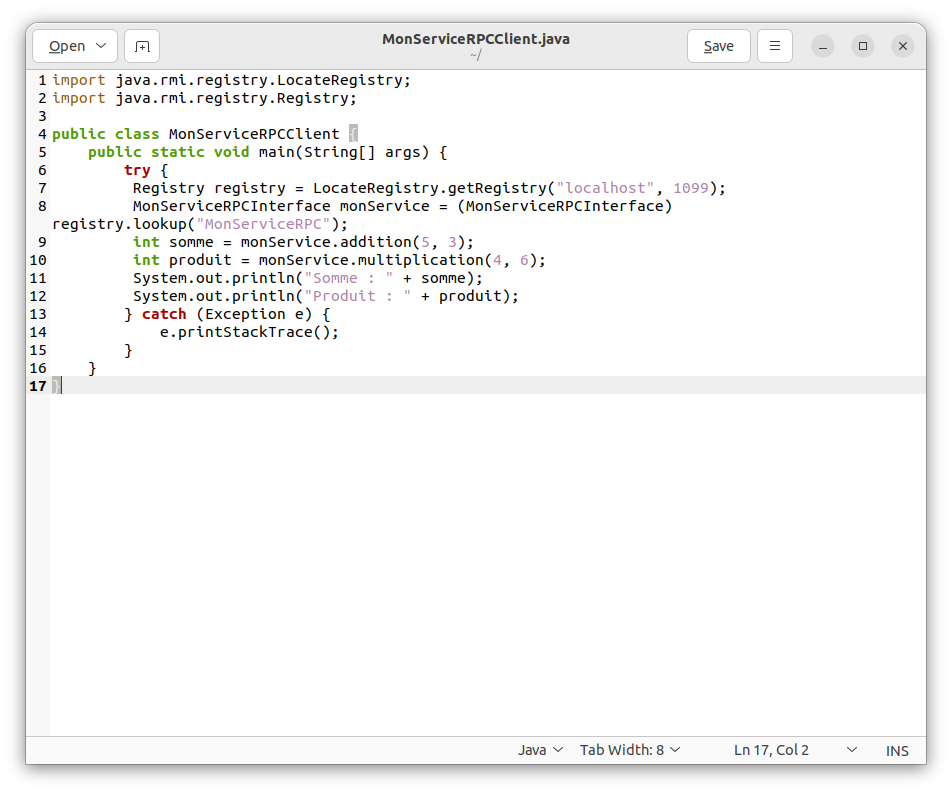 Open
MonServiceRPCClient.java
~/
Save
1 import java.rmi.registry.LocateRegistry;
2 import java.rmi.registry.Registry;
3
4 public class MonServiceRPCClient {
5     public static void main(String[] args) {
6         try {
7          Registry registry = LocateRegistry.getRegistry("localhost", 1099);
8          MonServiceRPCInterface monService = (MonServiceRPCInterface)
registry.lookup("MonServiceRPC");
9          int somme = monService.addition(5, 3);
10          int produit = monService.multiplication(4, 6);
11          System.out.println("Somme : " + somme);
12          System.out.println("Produit : " + produit);
13         } catch (Exception e) {
14             e.printStackTrace();
15         }
16     }
17 }
Java
Tab Width: 8
Ln 17, Col 2
INS